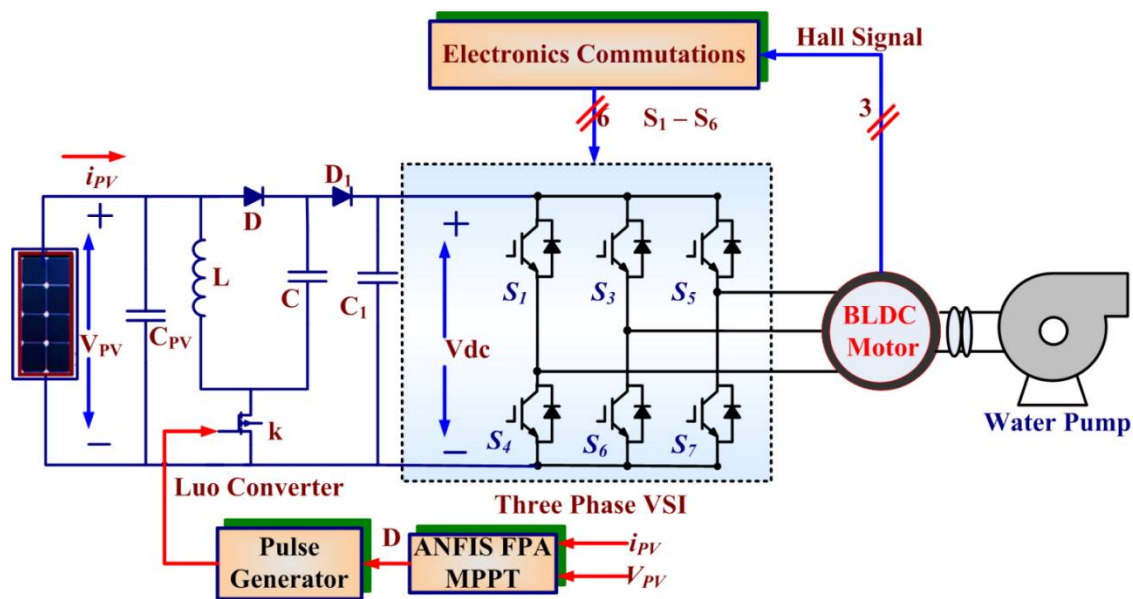 Electronics Commutations
Hall Signal
6
S1 – S6
3
iPV
D
D1
+
+
L
C
C1
CPV
VPV
S1
S3
S5
Vdc
BLDC
Motor
S4
S6
S7
–
–
k
Water Pump
Luo Converter
Three Phase VSI
Pulse
Generator
D
ANFIS FPA
MPPT
iPV
VPV